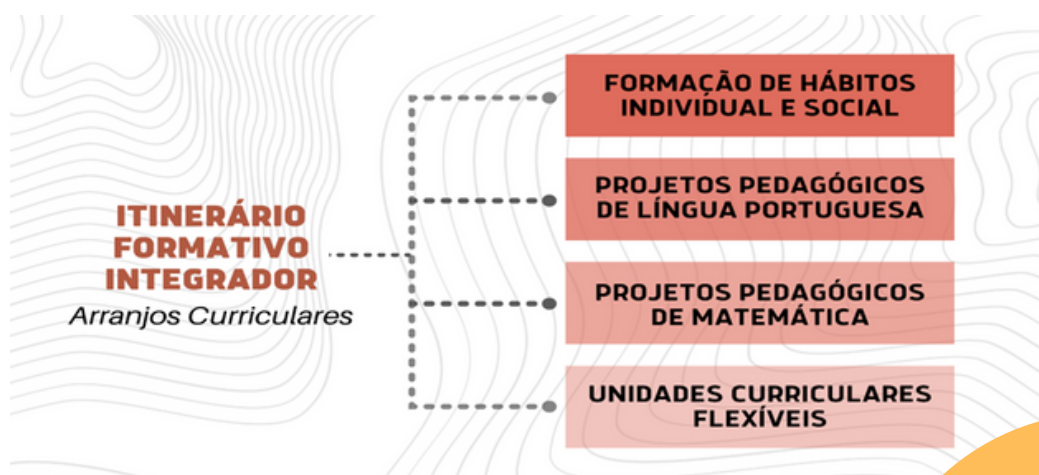 ITINERÁRIO
FORMATIVO
INTEGRADOR
Arranjos Curriculares
FORMAÇÃO DE HÁBITOS
INDIVIDUAL E SOCIAL
PROJETOS PEDAGÓGICOS
DE LÍNGUA PORTUGUESA
PROJETOS PEDAGÓGICOS
DE MATEMÁTICA
UNIDADES CURRICULARES
FLEXÍVEIS